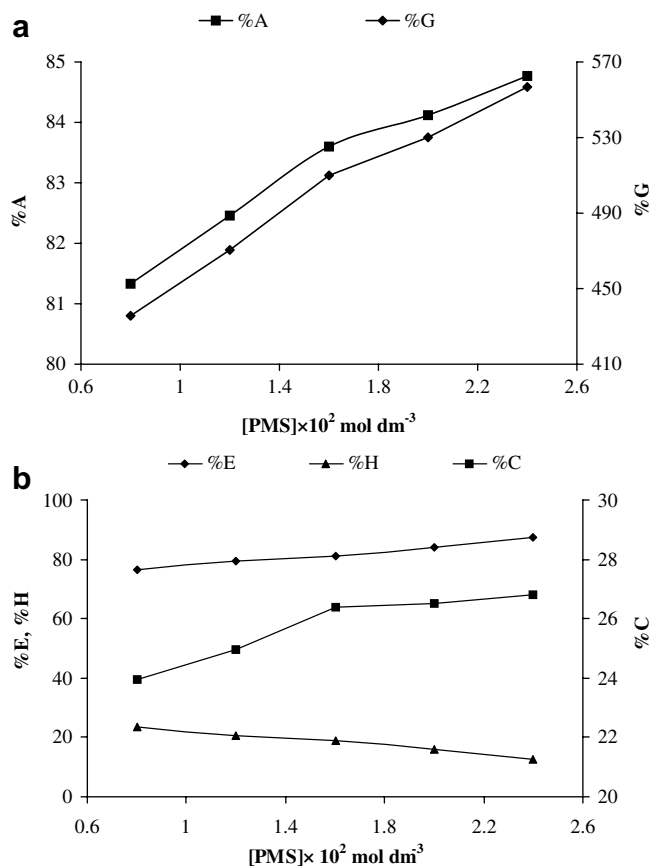 a
%A %G
85
84
83
82
81
80
%A
570
530
490
450
410
%G
0.6 1 1.4 1.8 2.2 2.6
[PMS]×10² mol dm⁻³
b
%E %H %C
100
80
60
40
20
0
%E, %H
30
28
26
24
22
20
%C
0.6 1 1.4 1.8 2.2 2.6
[PMS]× 10² mol dm⁻³